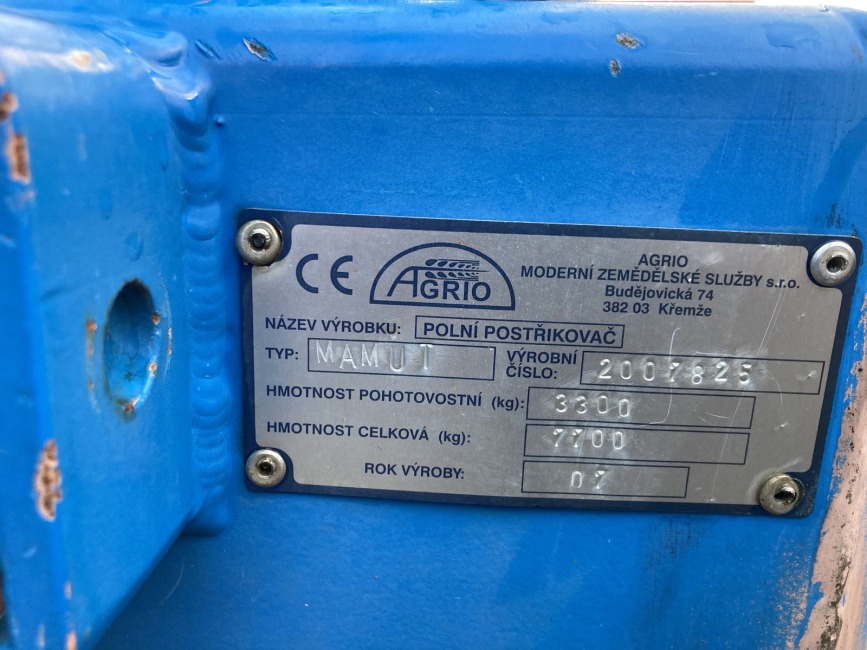 CE
AGRIO
AGRIO
MODERNÍ ZEMĚDĚLSKÉ SLUŽBY s.r.o.
Budějovická 74
382 03 Křemže
NÁZEV VÝROBKU: POLNÍ POSTŘIKOVAČ
TYP: MAMUT
VÝROBNÍ ČÍSLO: 2007825
HMOTNOST POHOTOVOSTNÍ (kg): 3300
HMOTNOST CELKOVÁ (kg): 7700
ROK VÝROBY: 07